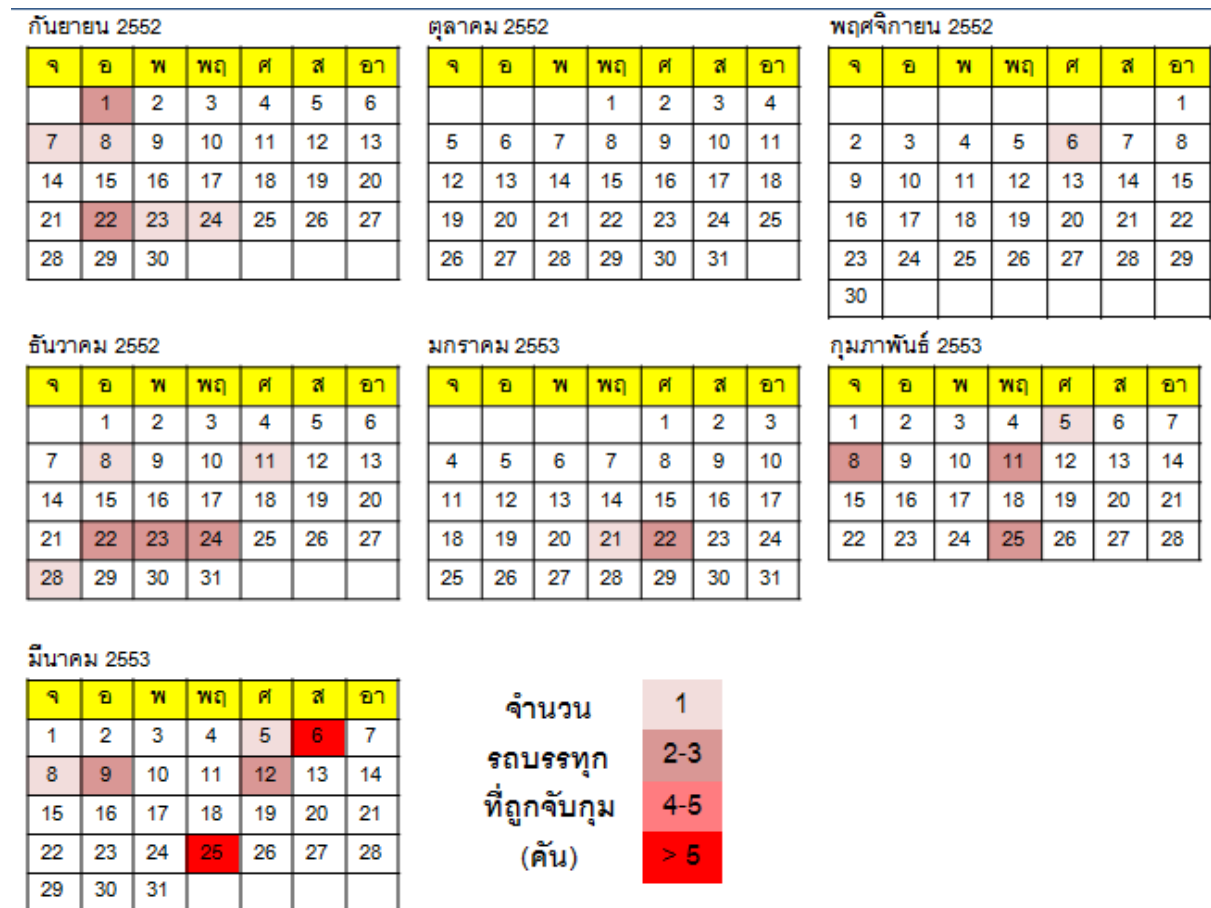 กันยายน 2552
จ อ พ พฤ ศ ส อา
1 2 3 4 5 6
7 8 9 10 11 12 13
14 15 16 17 18 19 20
21 22 23 24 25 26 27
28 29 30
ตุลาคม 2552
จ อ พ พฤ ศ ส อา
1 2 3 4
5 6 7 8 9 10 11
12 13 14 15 16 17 18
19 20 21 22 23 24 25
26 27 28 29 30 31
พฤศจิกายน 2552
จ อ พ พฤ ศ ส อา
1
2 3 4 5 6 7 8
9 10 11 12 13 14 15
16 17 18 19 20 21 22
23 24 25 26 27 28 29
30
ธันวาคม 2552
จ อ พ พฤ ศ ส อา
1 2 3 4 5 6
7 8 9 10 11 12 13
14 15 16 17 18 19 20
21 22 23 24 25 26 27
28 29 30 31
มกราคม 2553
จ อ พ พฤ ศ ส อา
1 2 3
4 5 6 7 8 9 10
11 12 13 14 15 16 17
18 19 20 21 22 23 24
25 26 27 28 29 30 31
กุมภาพันธ์ 2553
จ อ พ พฤ ศ ส อา
1 2 3 4 5 6 7
8 9 10 11 12 13 14
15 16 17 18 19 20 21
22 23 24 25 26 27 28
มีนาคม 2553
จ อ พ พฤ ศ ส อา
1 2 3 4 5 6 7
8 9 10 11 12 13 14
15 16 17 18 19 20 21
22 23 24 25 26 27 28
29 30 31
จำนวน 1
รถบรรทุก 2-3
ที่ถูกจับกุม 4-5
(คัน) > 5